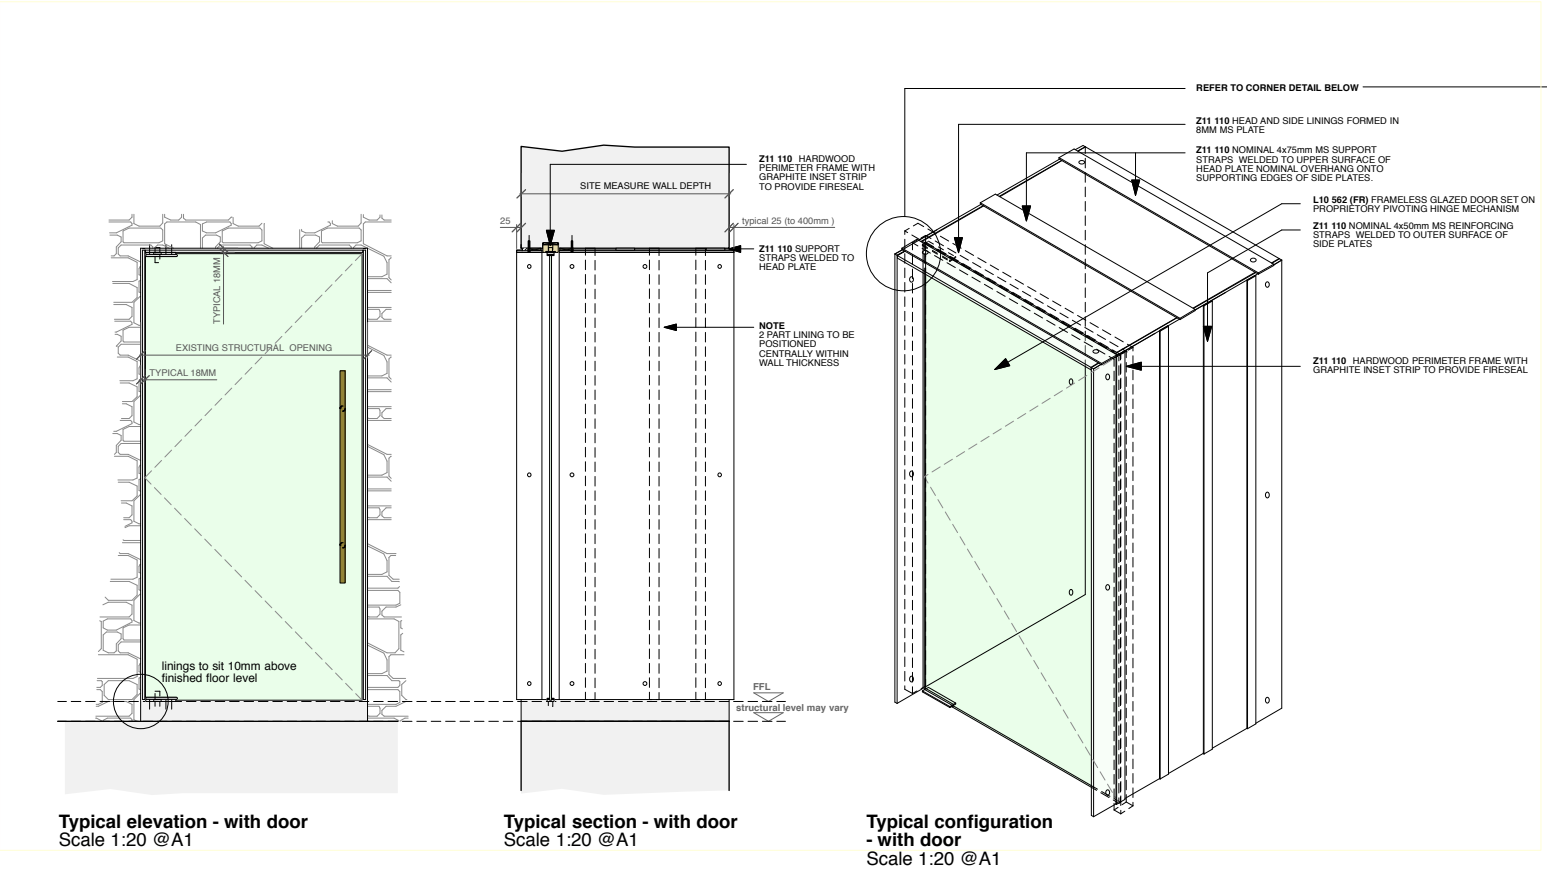 REFER TO CORNER DETAIL BELOW
Z11 110 HEAD AND SIDE LININGS FORMED IN
8MM MS PLATE
Z11 110 NOMINAL 4x75mm MS SUPPORT
STRAPS WELDED TO UPPER SURFACE OF
HEAD PLATE NOMINAL OVERHANG ONTO
SUPPORTING EDGES OF SIDE PLATES.
L10 562 (FR) FRAMELESS GLAZED DOOR SET ON
PROPRIETORY PIVOTING HINGE MECHANISM
Z11 110 NOMINAL 4x50mm MS REINFORCING
STRAPS WELDED TO OUTER SURFACE OF
SIDE PLATES
Z11 110 HARDWOOD PERIMETER FRAME WITH
GRAPHITE INSET STRIP TO PROVIDE FIRESEAL
Z11 110 HARDWOOD
PERIMETER FRAME WITH
GRAPHITE INSET STRIP
TO PROVIDE FIRESEAL
SITE MEASURE WALL DEPTH
25
typical 25 (to 400mm )
Z11 110 SUPPORT
STRAPS WELDED TO
HEAD PLATE
NOTE
2 PART LINING TO BE
POSITIONED
CENTRALLY WITHIN
WALL THICKNESS
TYPICAL 18MM
EXISTING STRUCTURAL OPENING
TYPICAL 18MM
linings to sit 10mm above
finished floor level
FFL
structural level may vary
Typical elevation - with door
Scale 1:20 @A1
Typical section - with door
Scale 1:20 @A1
Typical configuration
- with door
Scale 1:20 @A1